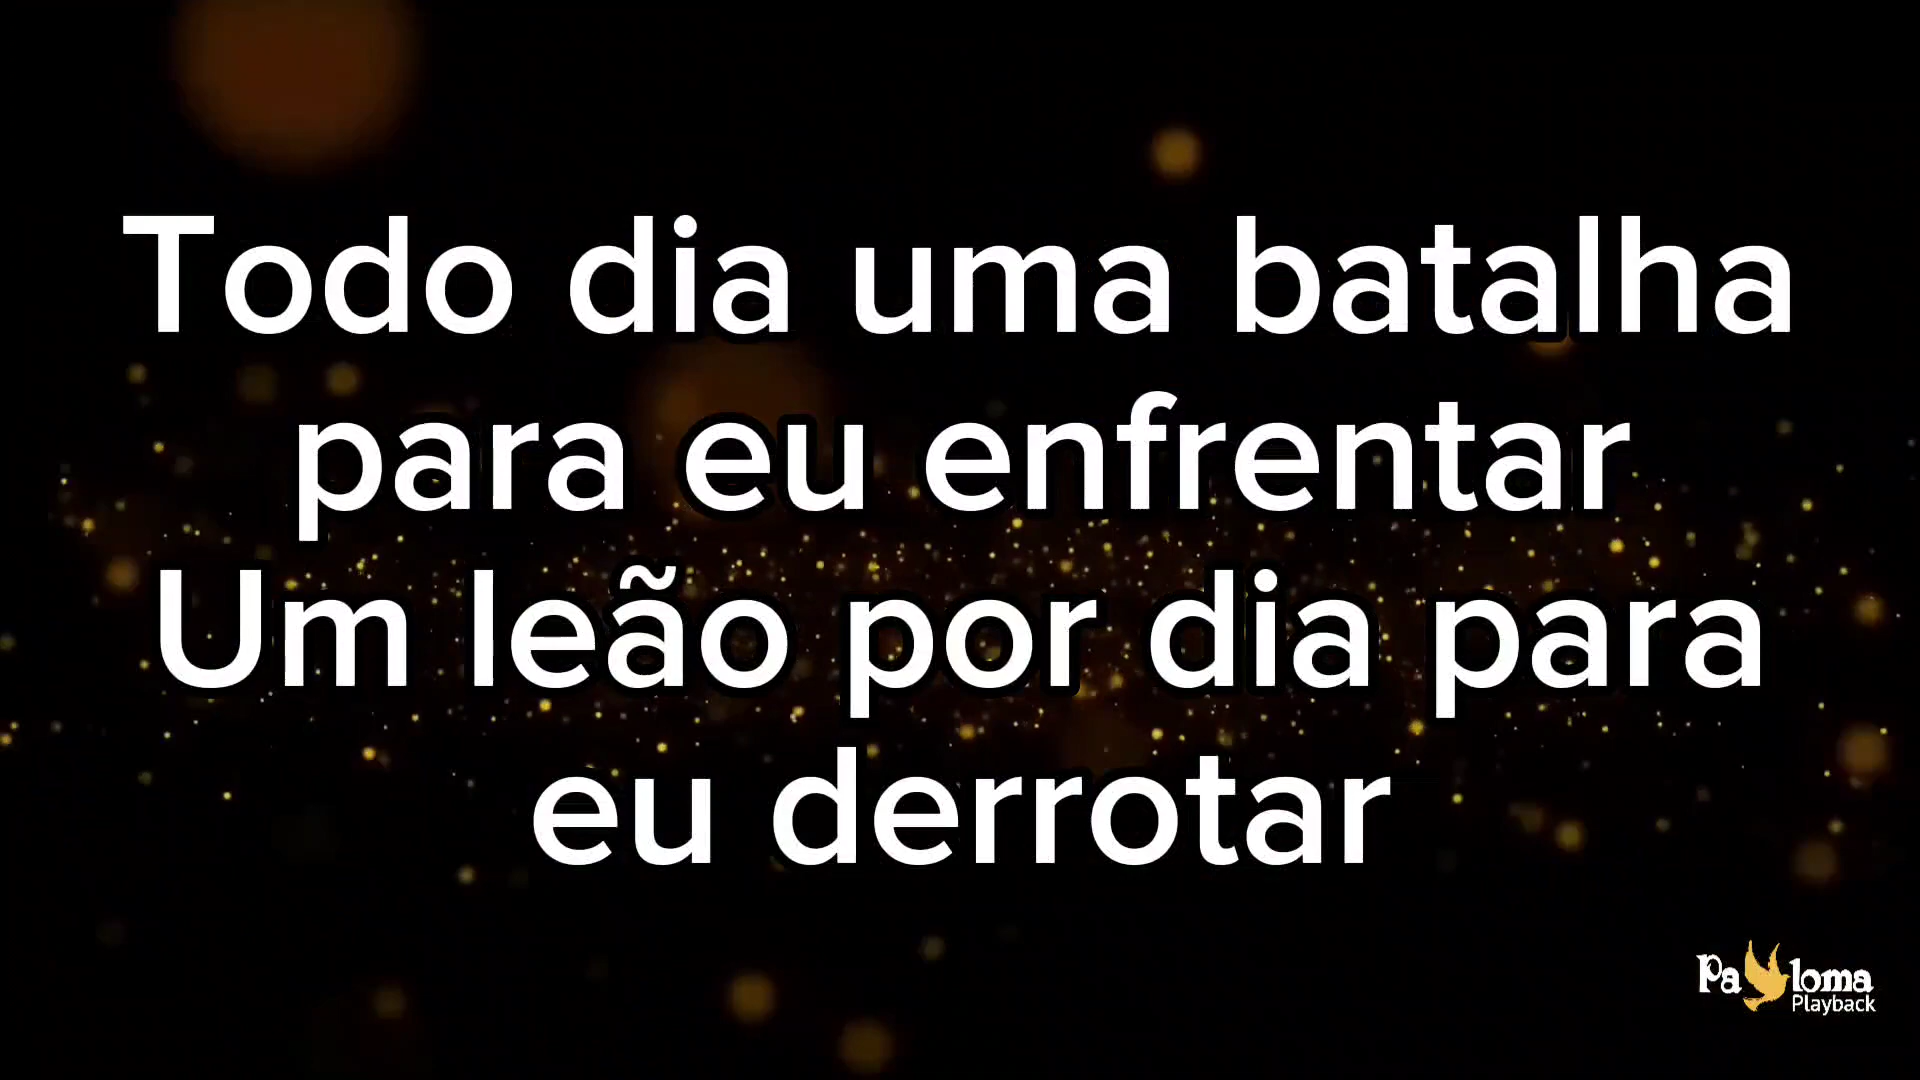 Todo dia uma batalha
para eu enfrentar
Um leão por dia para
eu derrotar
Paloma
Playback